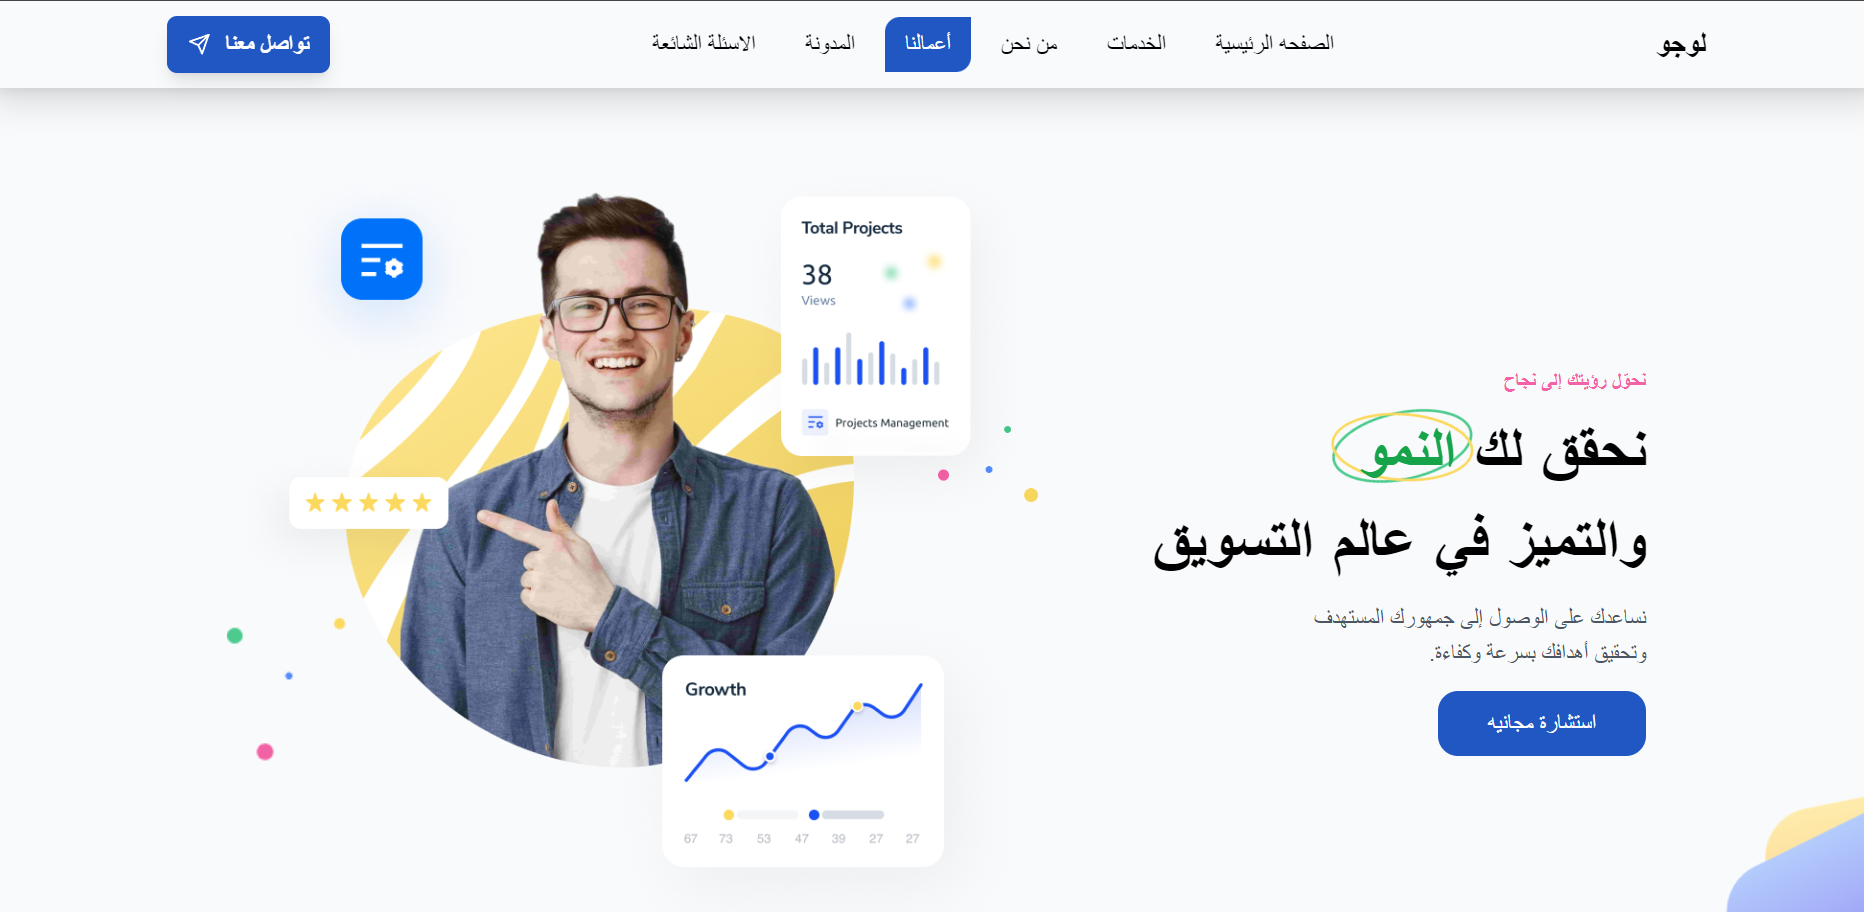 لوجو
الصفحه الرئيسية
الخدمات
من نحن
أعمالنا
المدونة
الاسئلة الشائعة
تواصل معنا
نحوّل رؤيتك إلى نجاح
نحقق لك النمو
والتميز في عالم التسويق
نساعدك على الوصول إلى جمهورك المستهدف
وتحقيق أهدافك بسرعة وكفاءة.
استشارة مجانيه
Total Projects
38
Views
Projects Management
Growth
67 73 53 47 39 27 27